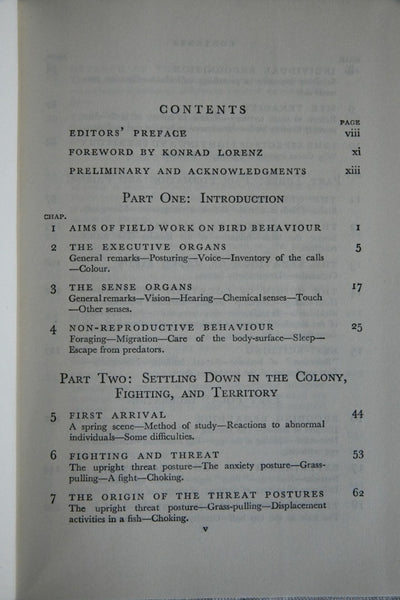 CONTENTS
PAGE
EDITORS' PREFACE viii
FOREWORD BY KONRAD LORENZ xi
PRELIMINARY AND ACKNOWLEDGMENTS xiii
PART ONE: INTRODUCTION
CHAP.
1 AIMS OF FIELD WORK ON BIRD BEHAVIOUR 1
2 THE EXECUTIVE ORGANS 5
General remarks—Posturing—Voice—Inventory of the calls
—Colour.
3 THE SENSE ORGANS 17
General remarks—Vision—Hearing—Chemical senses—Touch
—Other senses.
4 NON-REPRODUCTIVE BEHAVIOUR 25
Foraging—Migration—Care of the body-surface—Sleep—
Escape from predators.
PART TWO: SETTLING DOWN IN THE COLONY,
FIGHTING, AND TERRITORY
5 FIRST ARRIVAL 44
A spring scene—Method of study—Reactions to abnormal
individuals—Some difficulties.
6 FIGHTING AND THREAT 53
The upright threat posture—The anxiety posture—Grass-
pulling—A fight—Choking.
7 THE ORIGIN OF THE THREAT POSTURES 62
The upright threat posture—Grass-pulling—Displacement
activities in a fish—Choking.
v